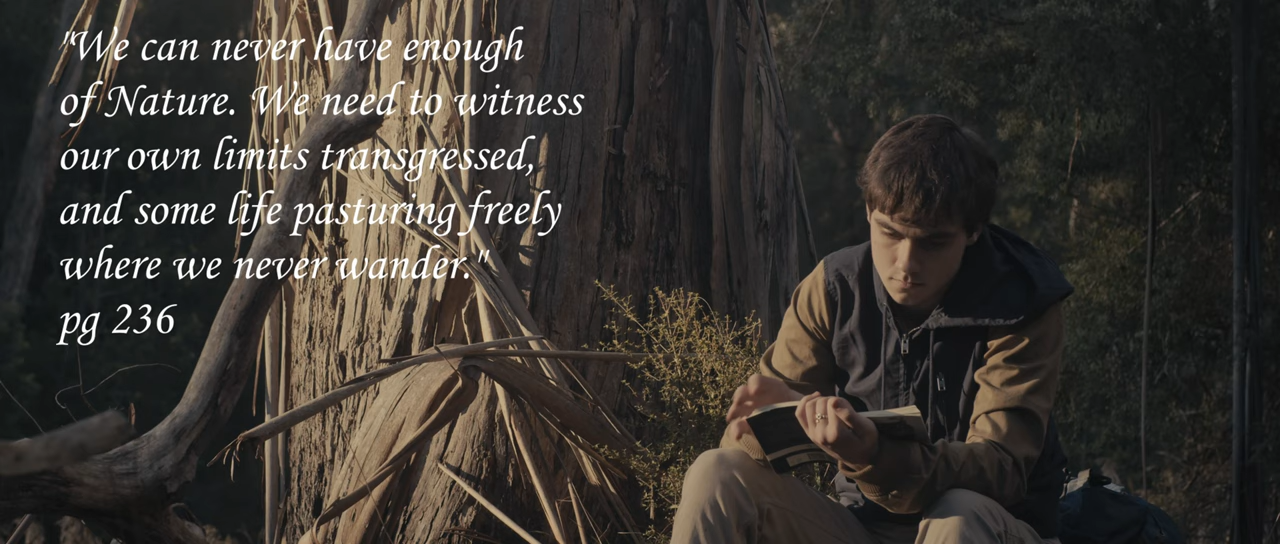 "We can never have enough
of Nature. We need to witness
our own limits transgressed,
and some life pasturing freely
where we never wander."
pg 236